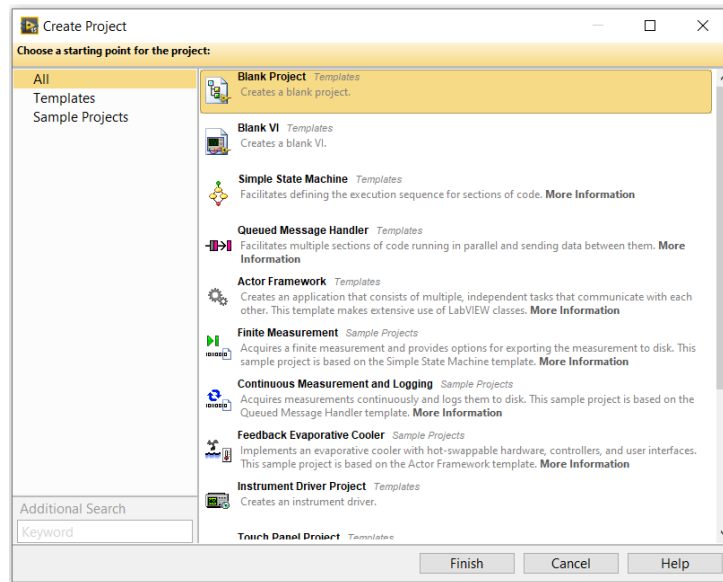 Create Project
Choose a starting point for the project:
All
Templates
Sample Projects
Blank Project Templates
Creates a blank project.
Blank VI Templates
Creates a blank VI.
Simple State Machine Templates
Facilitates defining the execution sequence for sections of code. More Information
Queued Message Handler Templates
Facilitates multiple sections of code running in parallel and sending data between them. More
Information
Actor Framework Templates
Creates an application that consists of multiple, independent tasks that communicate with each
other. This template makes extensive use of LabVIEW classes. More Information
Finite Measurement Sample Projects
Acquires a finite measurement and provides options for exporting the measurement to disk. This
sample project is based on the Simple State Machine template. More Information
Continuous Measurement and Logging Sample Projects
Acquires measurements continuously and logs them to disk. This sample project is based on the
Queued Message Handler template. More Information
Feedback Evaporative Cooler Sample Projects
Implements an evaporative cooler with hot-swappable hardware, controllers, and user interfaces.
This sample project is based on the Actor Framework template. More Information
Instrument Driver Project Templates
Creates an instrument driver.
Touch Panel Project Templates
Additional Search
Keyword
Finish
Cancel
Help